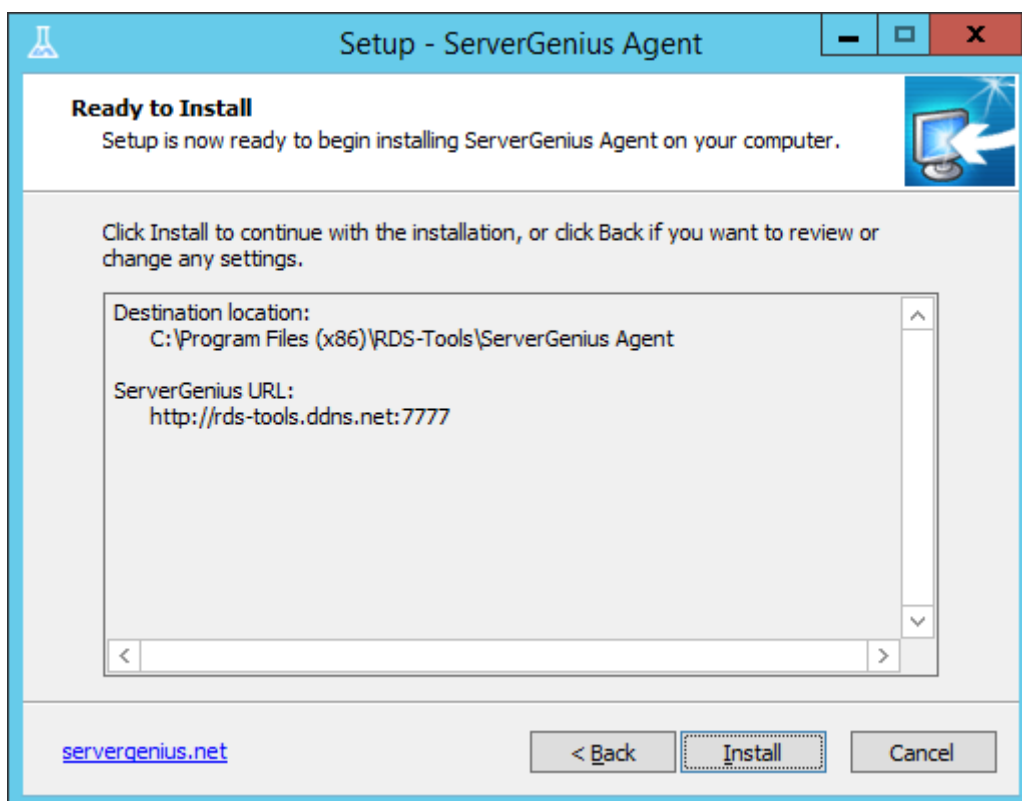 Setup - ServerGenius Agent
Ready to Install
Setup is now ready to begin installing ServerGenius Agent on your computer.
Click Install to continue with the installation, or click Back if you want to review or
change any settings.
Destination location:
C:\Program Files (x86)\RDS-Tools\ServerGenius Agent
ServerGenius URL:
http://rds-tools.ddns.net:7777
servergenius.net
< Back
Install
Cancel